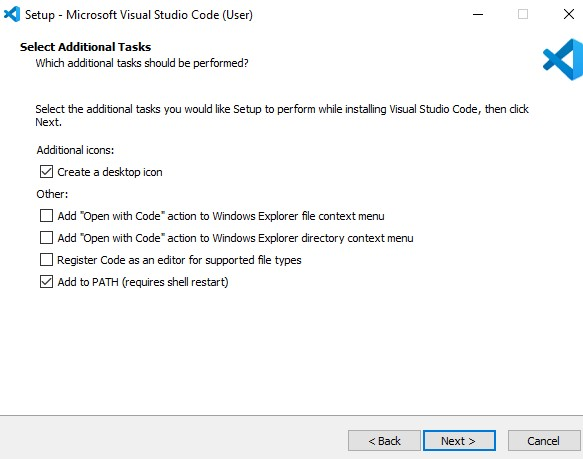 Setup - Microsoft Visual Studio Code (User)
Select Additional Tasks
Which additional tasks should be performed?
Select the additional tasks you would like Setup to perform while installing Visual Studio Code, then click
Next.
Additional icons:
Create a desktop icon
Other:
Add "Open with Code" action to Windows Explorer file context menu
Add "Open with Code" action to Windows Explorer directory context menu
Register Code as an editor for supported file types
Add to PATH (requires shell restart)
< Back Next > Cancel